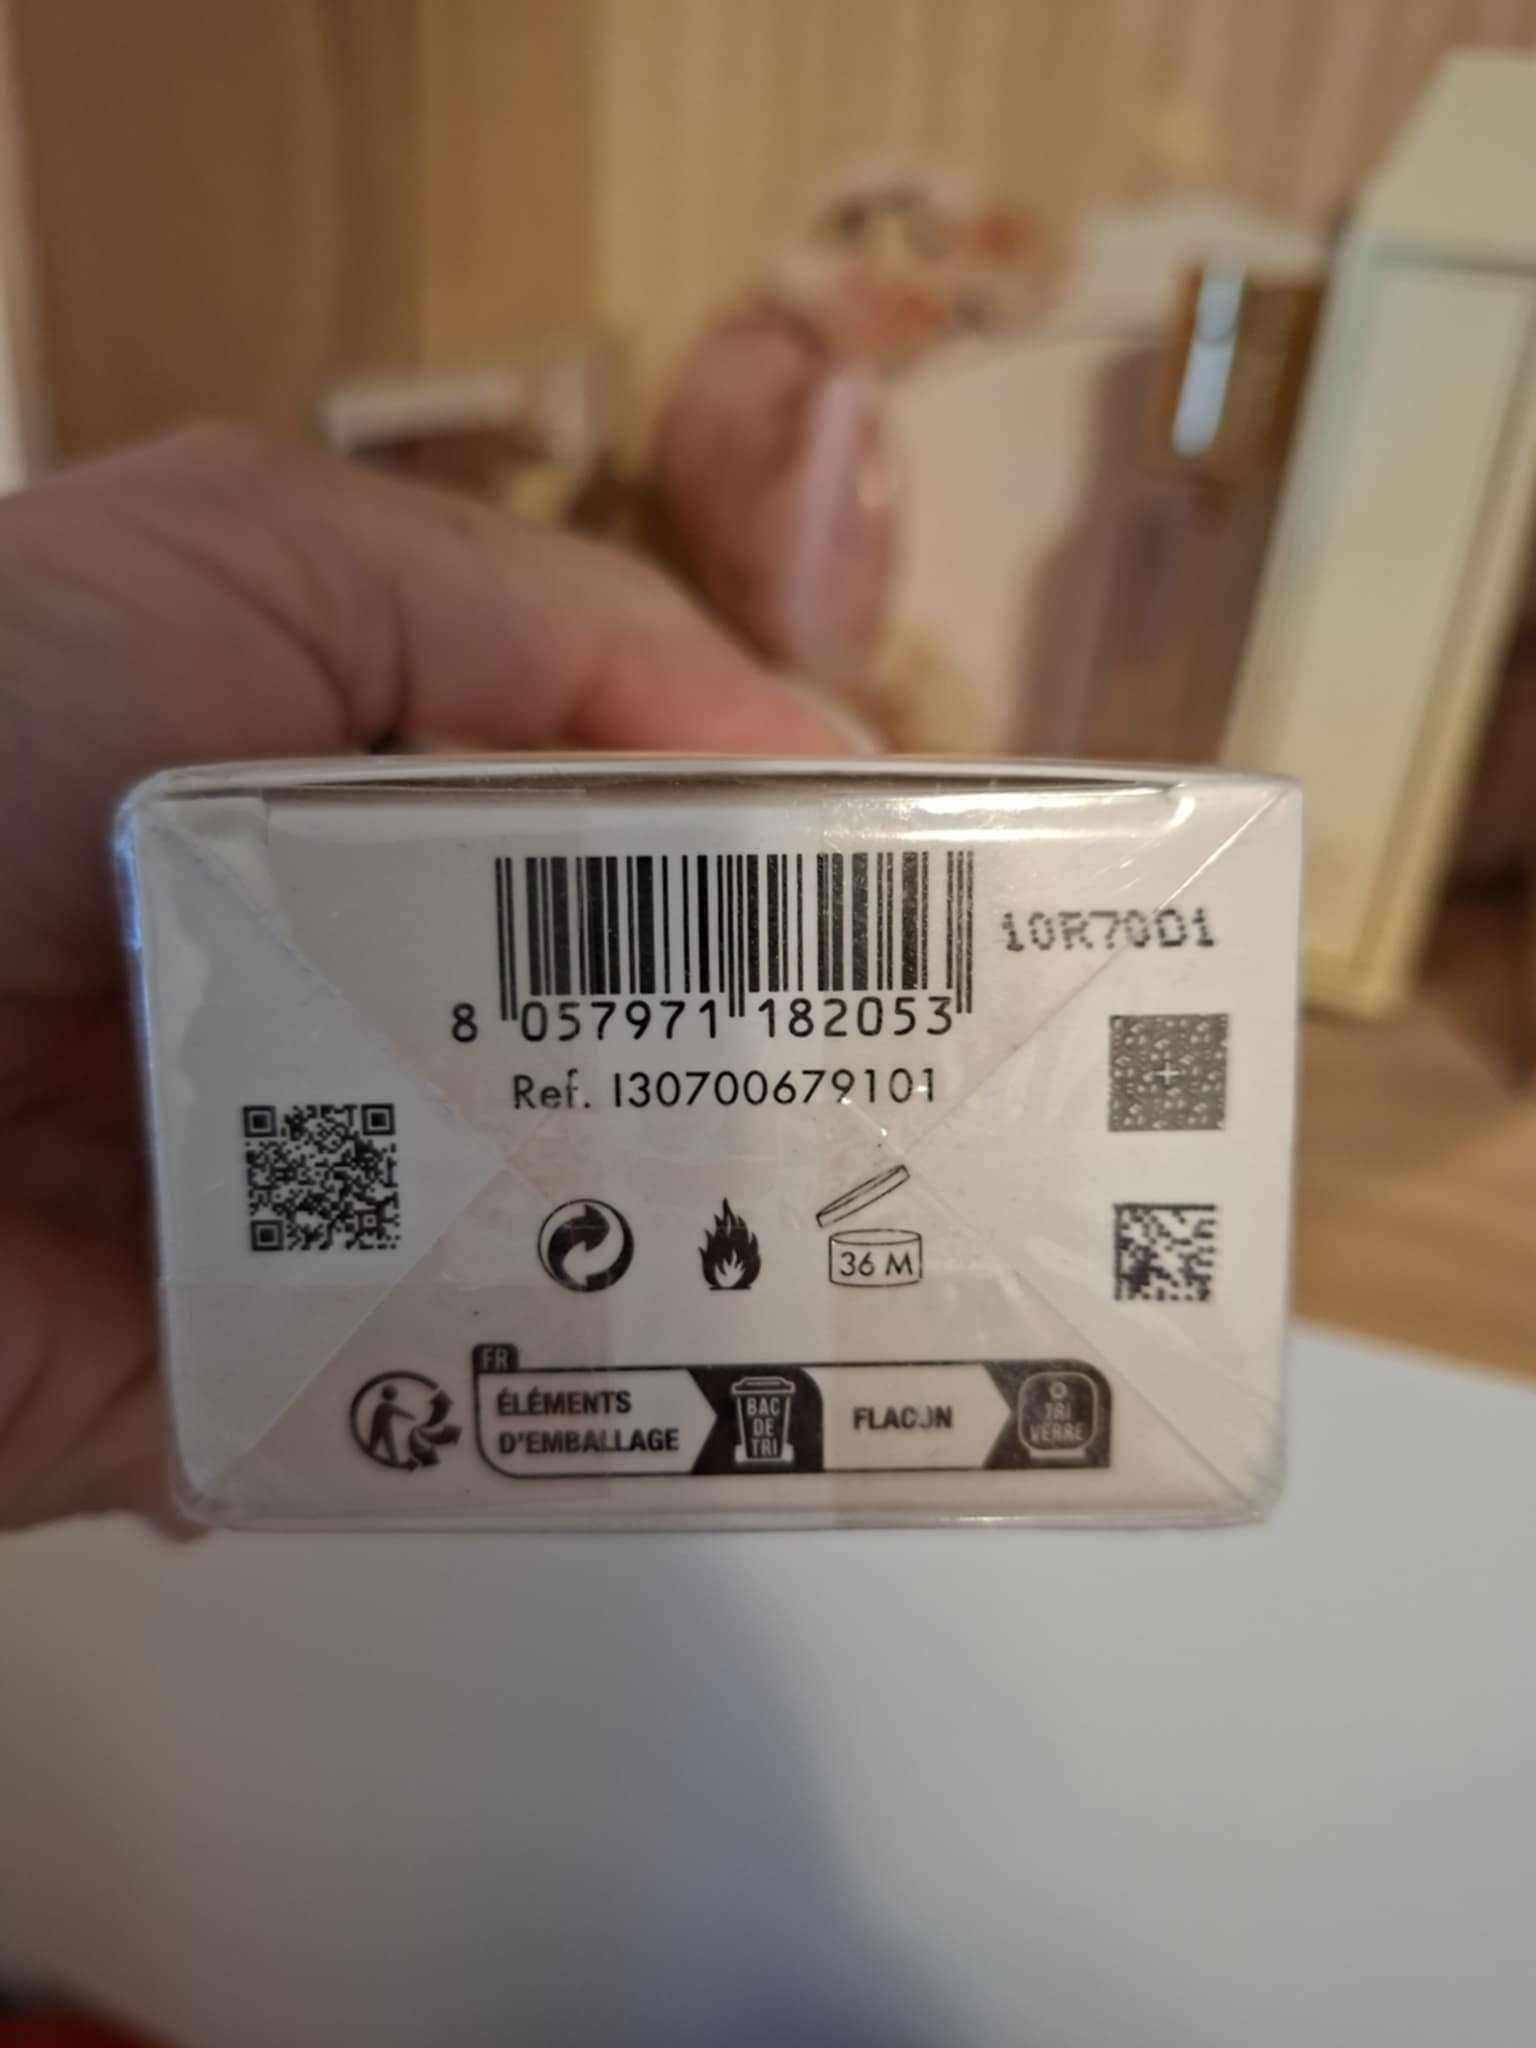 10R70D1
8 057971 182053
Ref. I30700679101
36 M
FR
ÉLÉMENTS
D'EMBALLAGE
BAC
DE
TRI
FLACON
TRI
VERRE